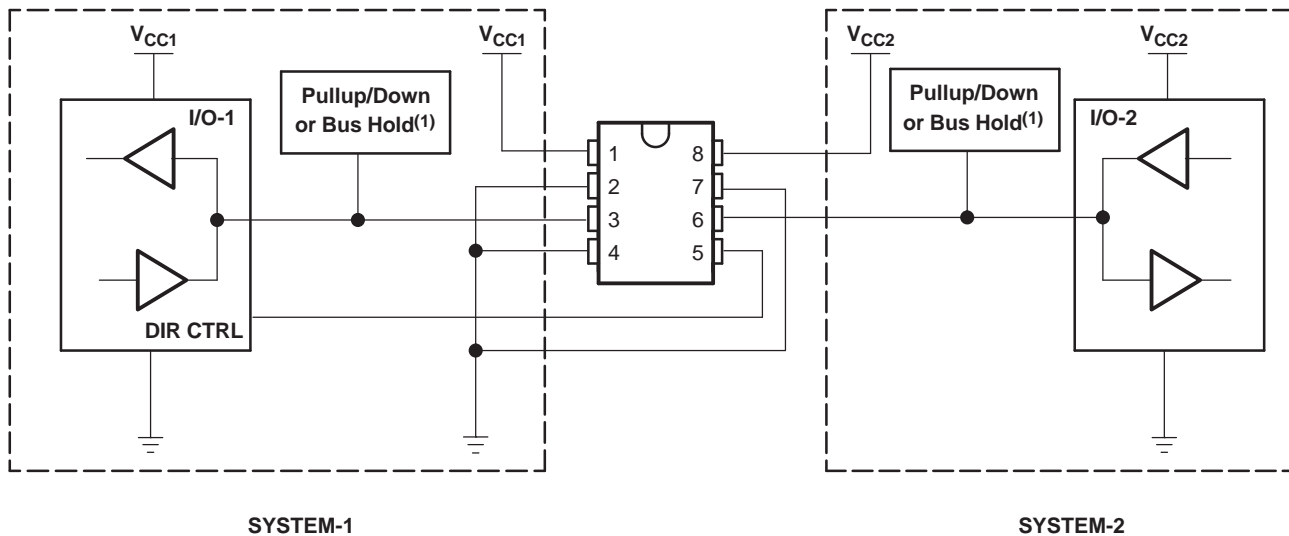 VCC1
VCC1
VCC2
VCC2
Pullup/Down
or Bus Hold(1)
Pullup/Down
or Bus Hold(1)
I/O-1
I/O-2
1
8
2
7
3
6
4
5
DIR CTRL
SYSTEM-1
SYSTEM-2